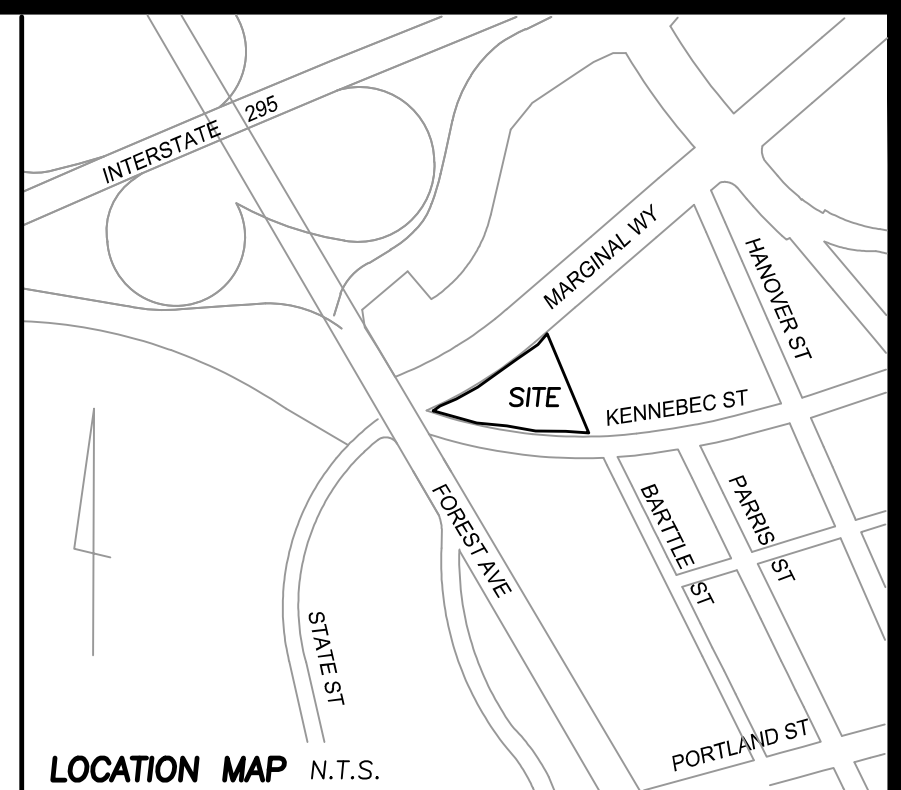 INTERSTATE 295
MARGINAL WY
HANOVER ST
SITE
KENNEBEC ST
FOREST AVE
BARTTLE ST
PARRIS ST
STATE ST
PORTLAND ST
LOCATION MAP N.T.S.